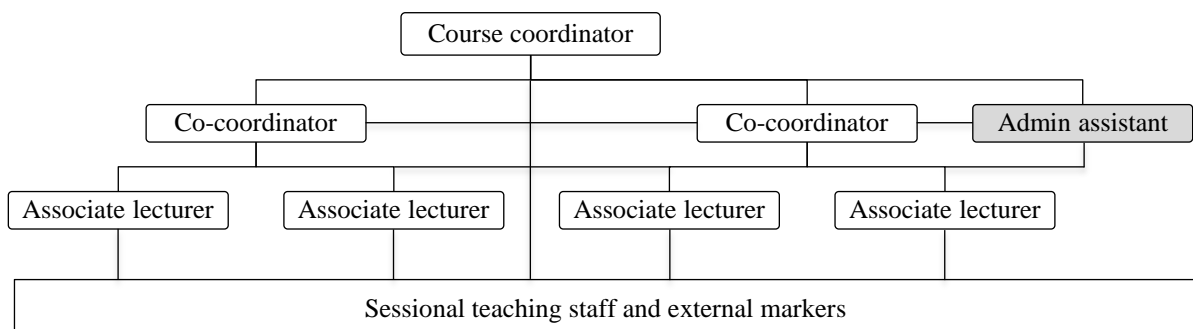 Course coordinator
Co-coordinator
Co-coordinator
Admin assistant
Associate lecturer
Associate lecturer
Associate lecturer
Associate lecturer
Sessional teaching staff and external markers